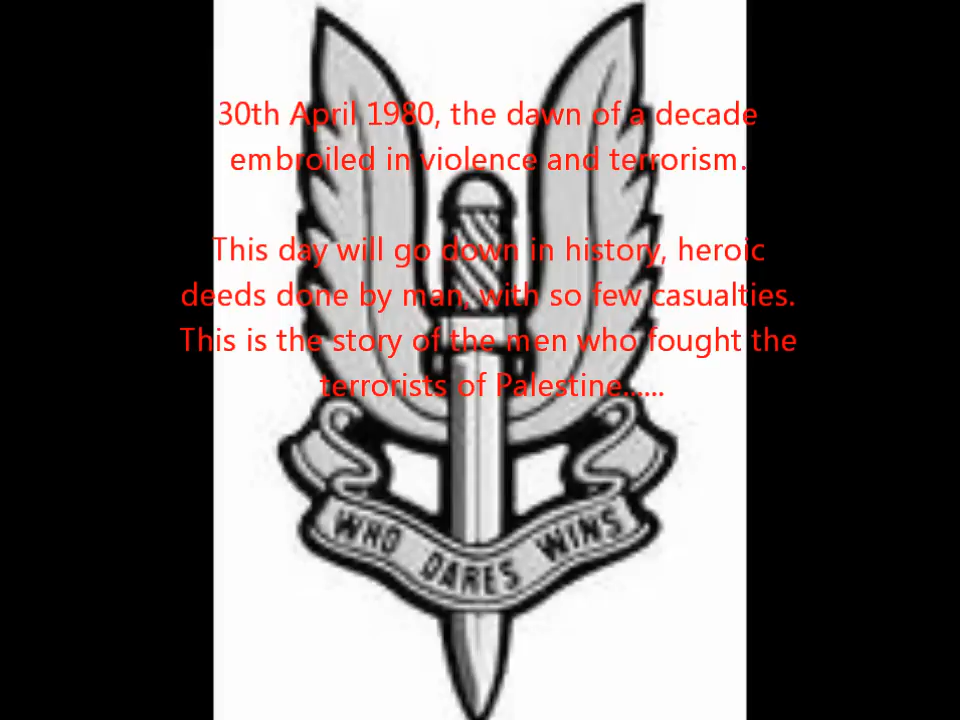 30th April 1980, the dawn of a decade
embroiled in violence and terrorism.
This day will go down in history, heroic
deeds done by man, with so few casualties.
This is the story of the men who fought the
terrorists of Palestine......
WHO DARES WINS